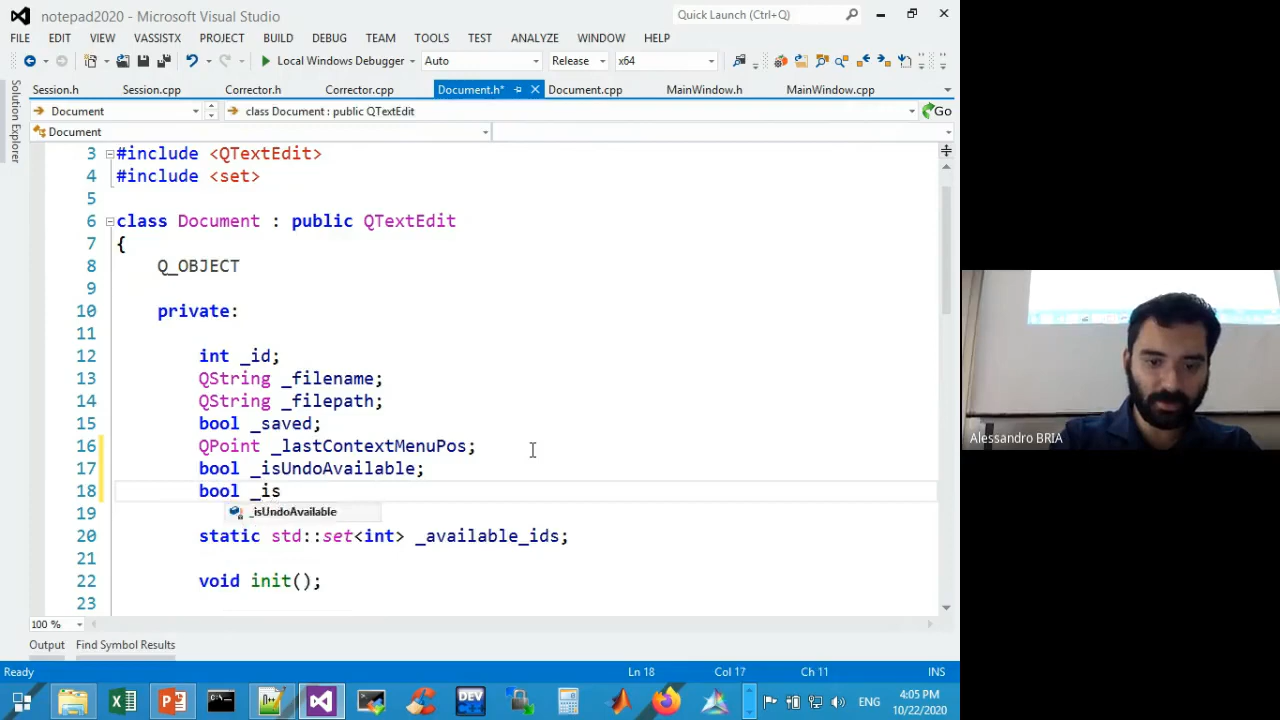 notepad2020 - Microsoft Visual Studio
Quick Launch (Ctrl+Q)
FILE EDIT VIEW VASSISTX PROJECT BUILD DEBUG TEAM TOOLS TEST ANALYZE WINDOW HELP
Local Windows Debugger Auto Release x64
Session.h Session.cpp Corrector.h Corrector.cpp Document.h* Document.cpp MainWindow.h MainWindow.cpp
Document class Document : public QTextEdit Go
Document
Solution Explorer
3 #include <QTextEdit>
4 #include <set>
5
6 class Document : public QTextEdit
7 {
8 Q_OBJECT
9
10 private:
11
12 int _id;
13 QString _filename;
14 QString _filepath;
15 bool _saved;
16 QPoint _lastContextMenuPos;
17 bool _isUndoAvailable;
18 bool _is
_isUndoAvailable
19
20 static std::set<int> _available_ids;
21
22 void init();
23
100 %
Output Find Symbol Results
Ready Ln 18 Col 17 Ch 11 INS
DEV
ENG
4:05 PM
10/22/2020
Alessandro BRIA